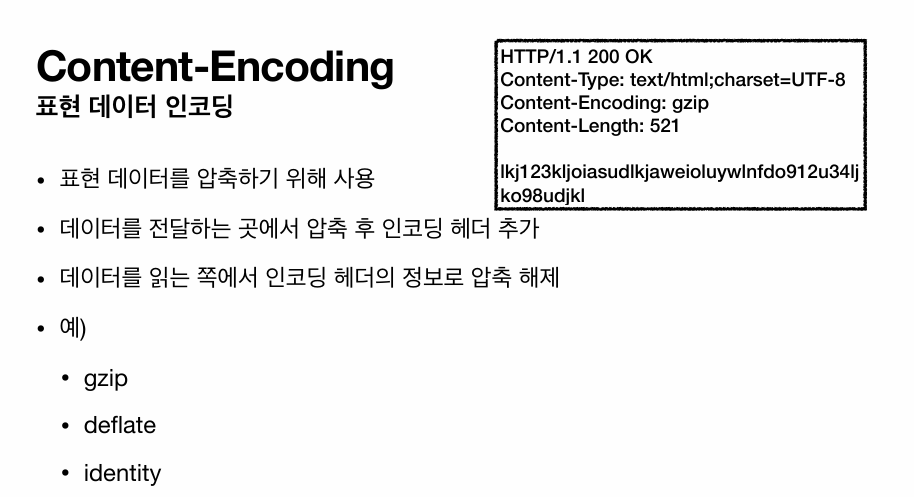 Content-Encoding
표현 데이터 인코딩
HTTP/1.1 200 OK
Content-Type: text/html;charset=UTF-8
Content-Encoding: gzip
Content-Length: 521
lkj123kljoiasudlkjaweioluywlnfdo912u34lj
ko98udjkl
• 표현 데이터를 압축하기 위해 사용
• 데이터를 전달하는 곳에서 압축 후 인코딩 헤더 추가
• 데이터를 읽는 쪽에서 인코딩 헤더의 정보로 압축 해제
• 예)
• gzip
• deflate
• identity